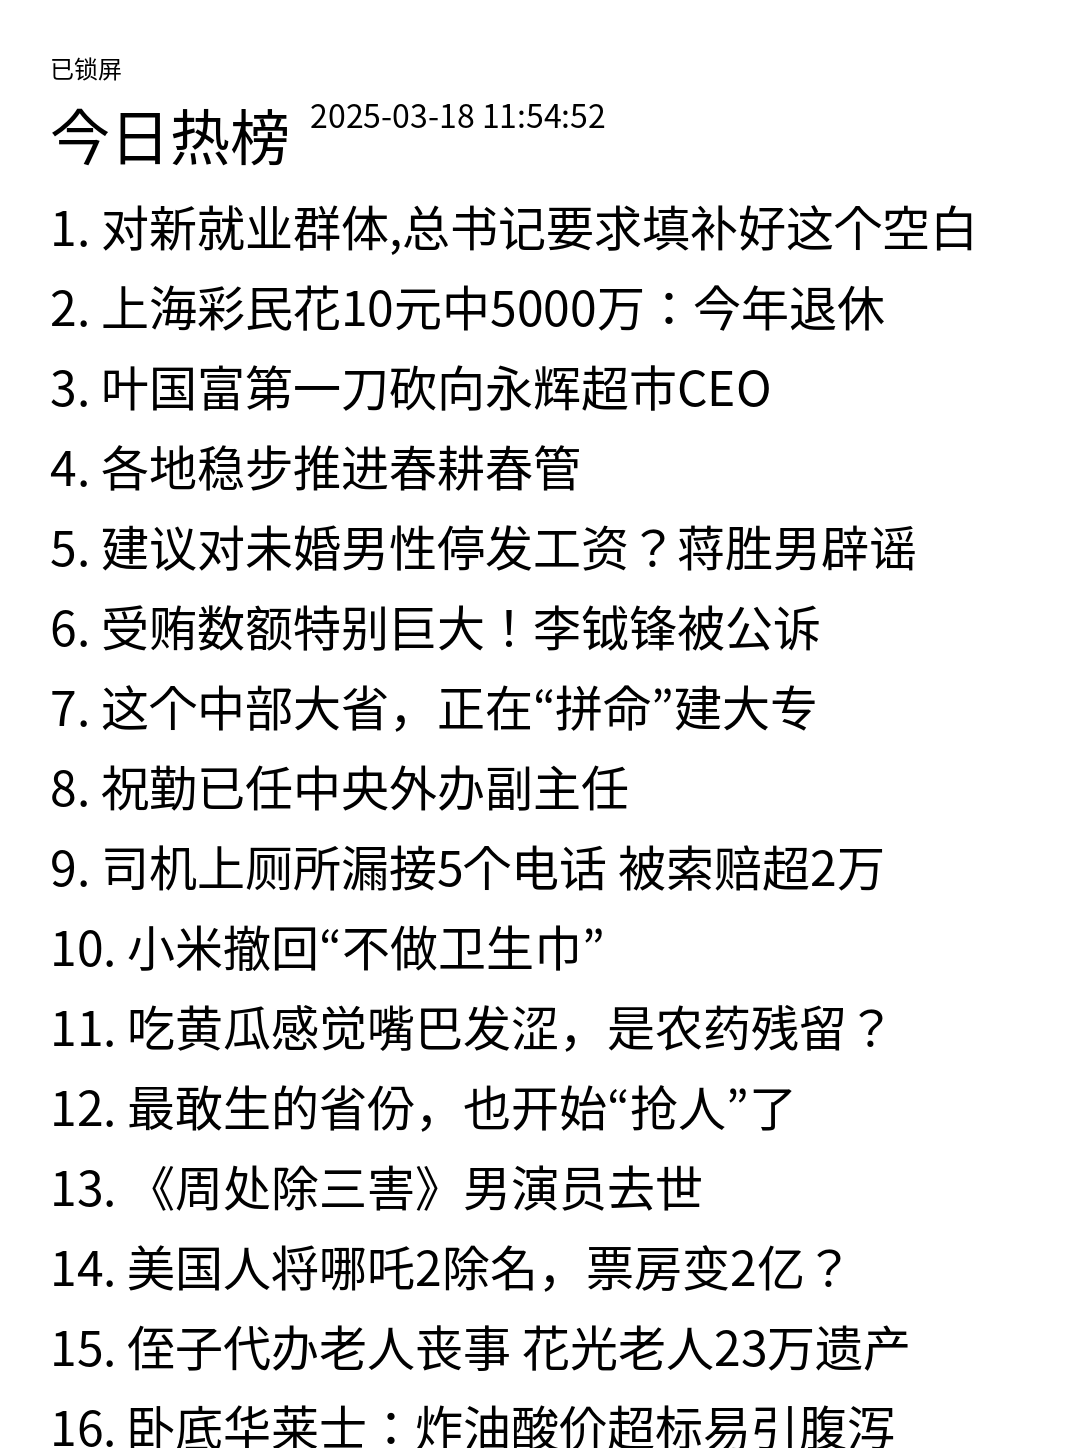 已锁屏
今日热榜 2025-03-18 11:54:52
1. 对新就业群体,总书记要求填补好这个空白
2. 上海彩民花10元中5000万：今年退休
3. 叶国富第一刀砍向永辉超市CEO
4. 各地稳步推进春耕春管
5. 建议对未婚男性停发工资？蒋胜男辟谣
6. 受贿数额特别巨大！李钺锋被公诉
7. 这个中部大省，正在“拼命”建大专
8. 祝勤已任中央外办副主任
9. 司机上厕所漏接5个电话 被索赔超2万
10. 小米撤回“不做卫生巾”
11. 吃黄瓜感觉嘴巴发涩，是农药残留？
12. 最敢生的省份，也开始“抢人”了
13. 《周处除三害》男演员去世
14. 美国人将哪吒2除名，票房变2亿？
15. 侄子代办老人丧事 花光老人23万遗产
16. 卧底华莱士：炸油酸价超标易引腹泻